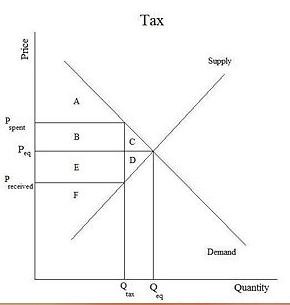 Tax
Price
Supply
A
P spent
B
C
P eq
D
E
P received
F
Demand
Q tax
Q eq
Quantity